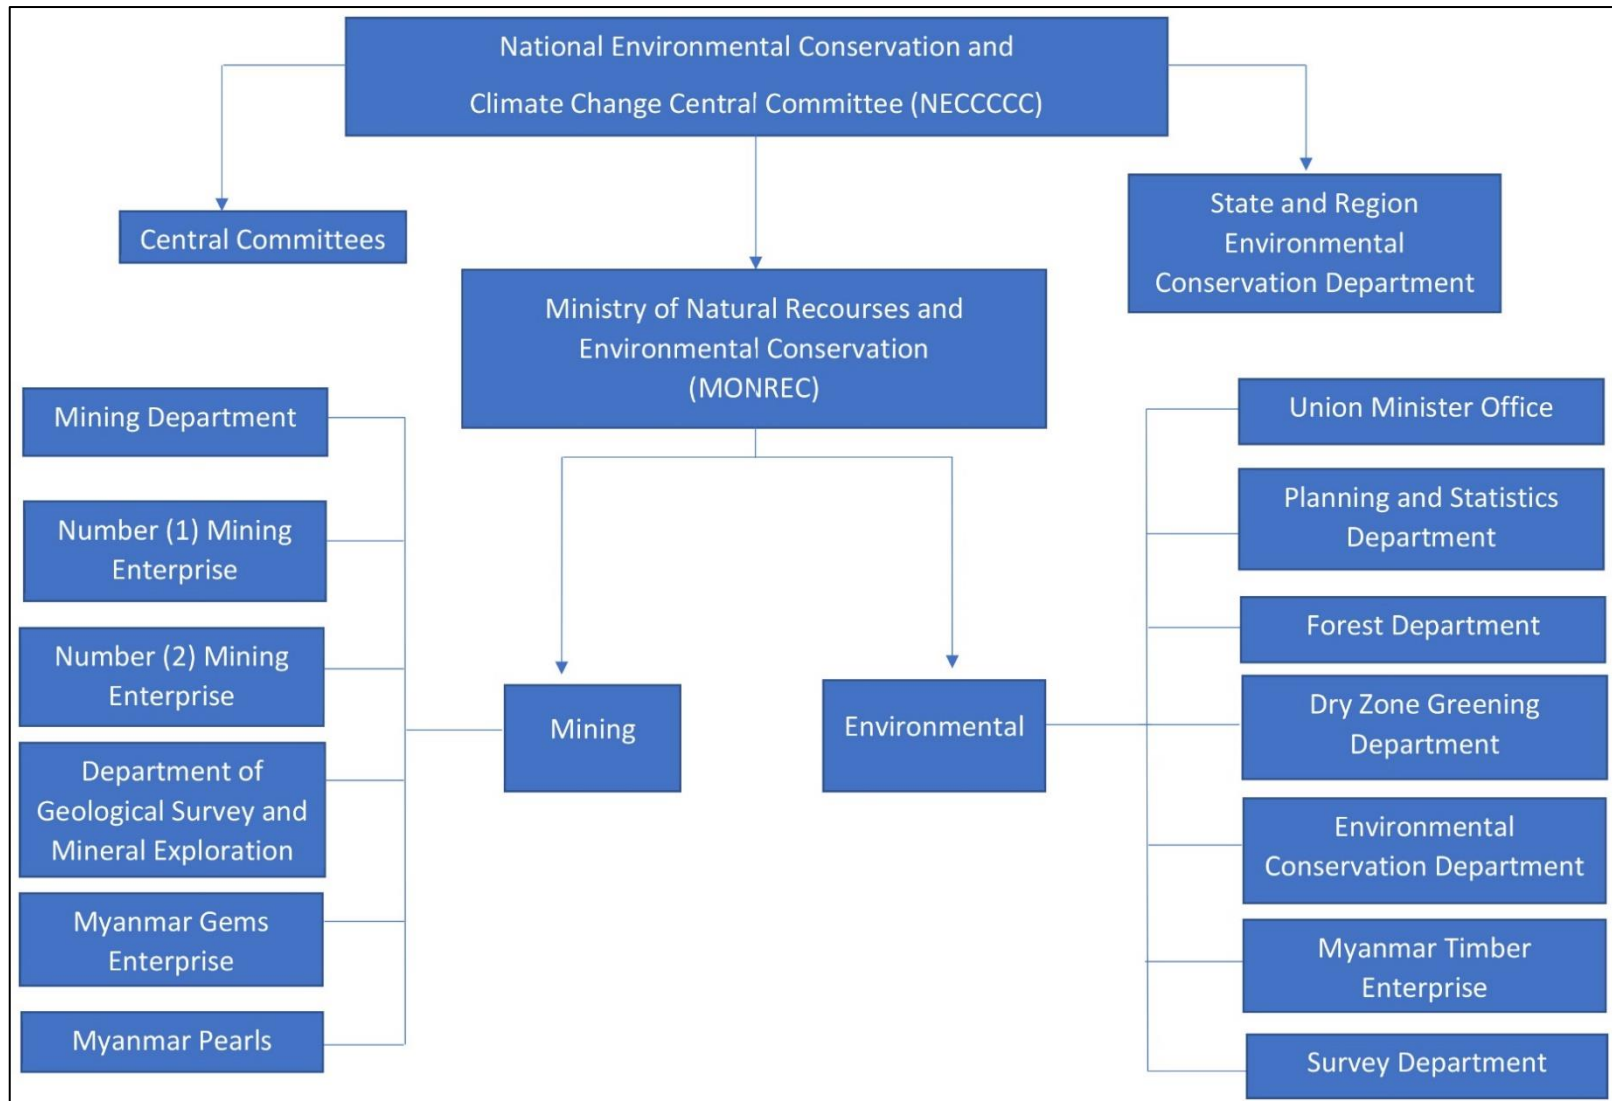 National Environmental Conservation and
Climate Change Central Committee (NECCCCC)
Central Committees
State and Region
Environmental
Conservation Department
Ministry of Natural Recourses and
Environmental Conservation
(MONREC)
Mining Department
Number (1) Mining
Enterprise
Number (2) Mining
Enterprise
Department of
Geological Survey and
Mineral Exploration
Myanmar Gems
Enterprise
Myanmar Pearls
Mining
Environmental
Union Minister Office
Planning and Statistics
Department
Forest Department
Dry Zone Greening
Department
Environmental
Conservation Department
Myanmar Timber
Enterprise
Survey Department